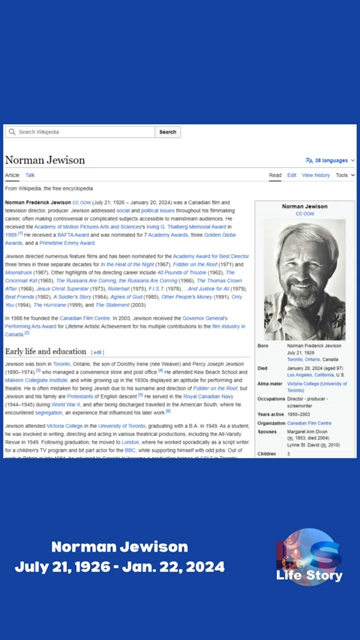 Search Wikipedia
Search
Norman Jewison
38 languages
Article Talk
Read Edit View history Tools
From Wikipedia, the free encyclopedia
Norman Frederick Jewison CC OOnt (July 21, 1926 – January 20, 2024) was a Canadian film and
television director, producer. Jewison addressed social and political issues throughout his filmmaking
career, often making controversial or complicated subjects accessible to mainstream audiences. He
received the Academy of Motion Pictures Arts and Science's Irving G. Thalberg Memorial Award in
1999.[1] He received a BAFTA Award and was nominated for 7 Academy Awards, three Golden Globe
Awards, and a Primetime Emmy Award.
Jewison directed numerous feature films and has been nominated for the Academy Award for Best Director
three times in three separate decades for In the Heat of the Night (1967), Fiddler on the Roof (1971) and
Moonstruck (1987). Other highlights of his directing career include 40 Pounds of Trouble (1962), The
Cincinnati Kid (1965), The Russians Are Coming, the Russians Are Coming (1966), The Thomas Crown
Affair (1968), Jesus Christ Superstar (1973), Rollerball (1975), F.I.S.T. (1978), ...And Justice for All (1979),
Best Friends (1982), A Soldier's Story (1984), Agnes of God (1985), Other People's Money (1991), Only
You (1994), The Hurricane (1999), and The Statement (2003).
In 1988 he founded the Canadian Film Centre. In 2003, Jewison received the Governor General's
Performing Arts Award for Lifetime Artistic Achievement for his multiple contributions to the film industry in
Canada.[2]
Early life and education [edit]
Jewison was born in Toronto, Ontario, the son of Dorothy Irene (née Weaver) and Percy Joseph Jewison
(1890–1974), who managed a convenience store and post office. He attended Kew Beach School and
Malvern Collegiate Institute, and while growing up in the 1930s displayed an aptitude for performing and
theatre. He is often mistaken for being Jewish due to his surname and direction of Fiddler on the Roof, but
Jewison and his family are Protestants of English descent. He served in the Royal Canadian Navy
(1944–1945) during World War II, and after being discharged travelled in the American South, where he
encountered segregation, an experience that influenced his later work.
Jewison attended Victoria College in the University of Toronto, graduating with a B.A. in 1949. As a student,
he was involved in writing, directing and acting in various theatrical productions, including the All-Varsity
Revue in 1949. Following graduation, he moved to London, where he worked sporadically as a script writer
for a children's TV program and bit part actor for the BBC, while supporting himself with odd jobs. Out of
Norman Jewison
CC OOnt
Born Norman Frederick Jewison
July 21, 1926
Toronto, Ontario, Canada
Died January 20, 2024 (aged 97)
Los Angeles, California, U.S.
Alma mater Victoria College (University of
Toronto)
Occupations Director · producer ·
screenwriter
Years active 1950–2003
Organization Canadian Film Centre
Spouses Margaret Ann Dixon
(m. 1953; died 2004)
Lynne St. David (m. 2010)
Children 3
Norman Jewison
July 21, 1926 - Jan. 22, 2024
LS
Life Story